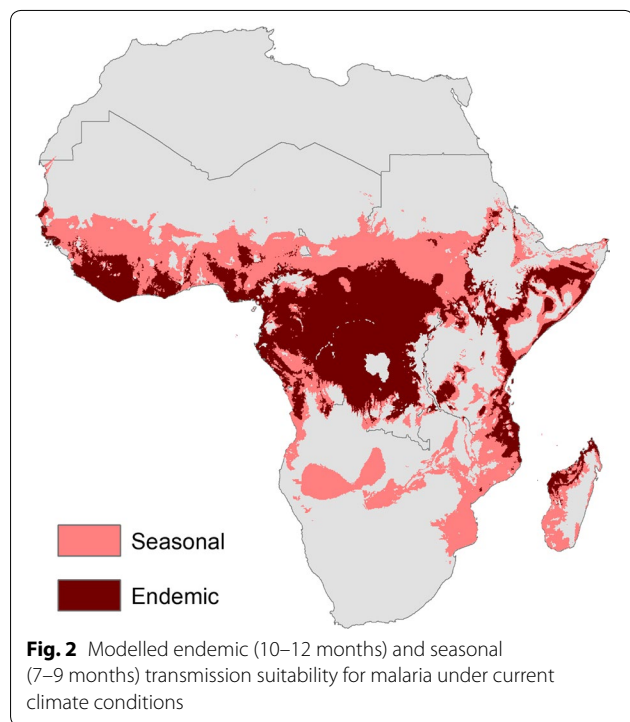 Seasonal
Endemic
Fig. 2 Modelled endemic (10–12 months) and seasonal
(7–9 months) transmission suitability for malaria under current
climate conditions